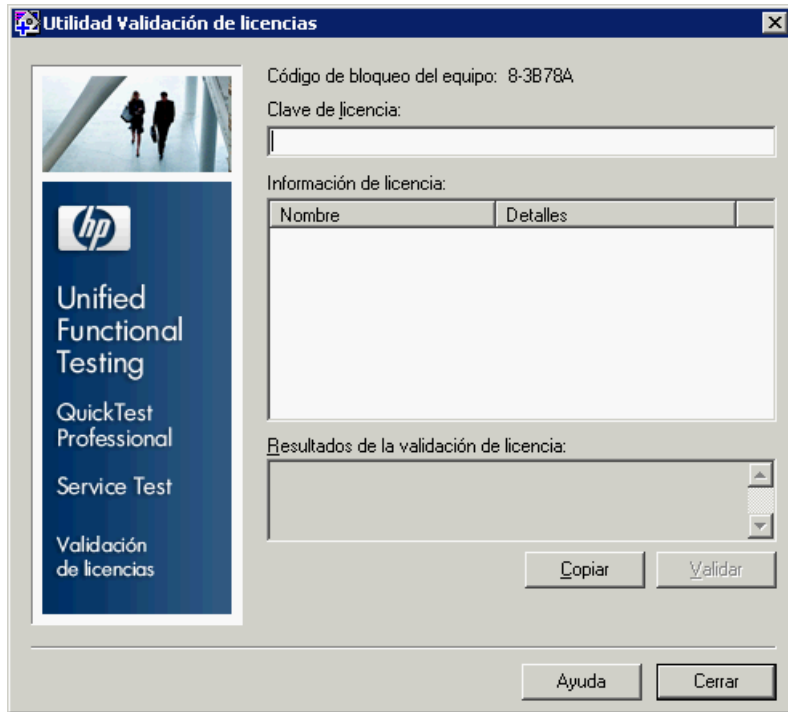 Utilidad Validación de licencias
Código de bloqueo del equipo: 8-3B78A
Clave de licencia:
Información de licencia:
Nombre Detalles
hp
Unified
Functional
Testing
QuickTest
Professional
Service Test
Validación
de licencias
Resultados de la validación de licencia:
Copiar Validar
Ayuda Cerrar